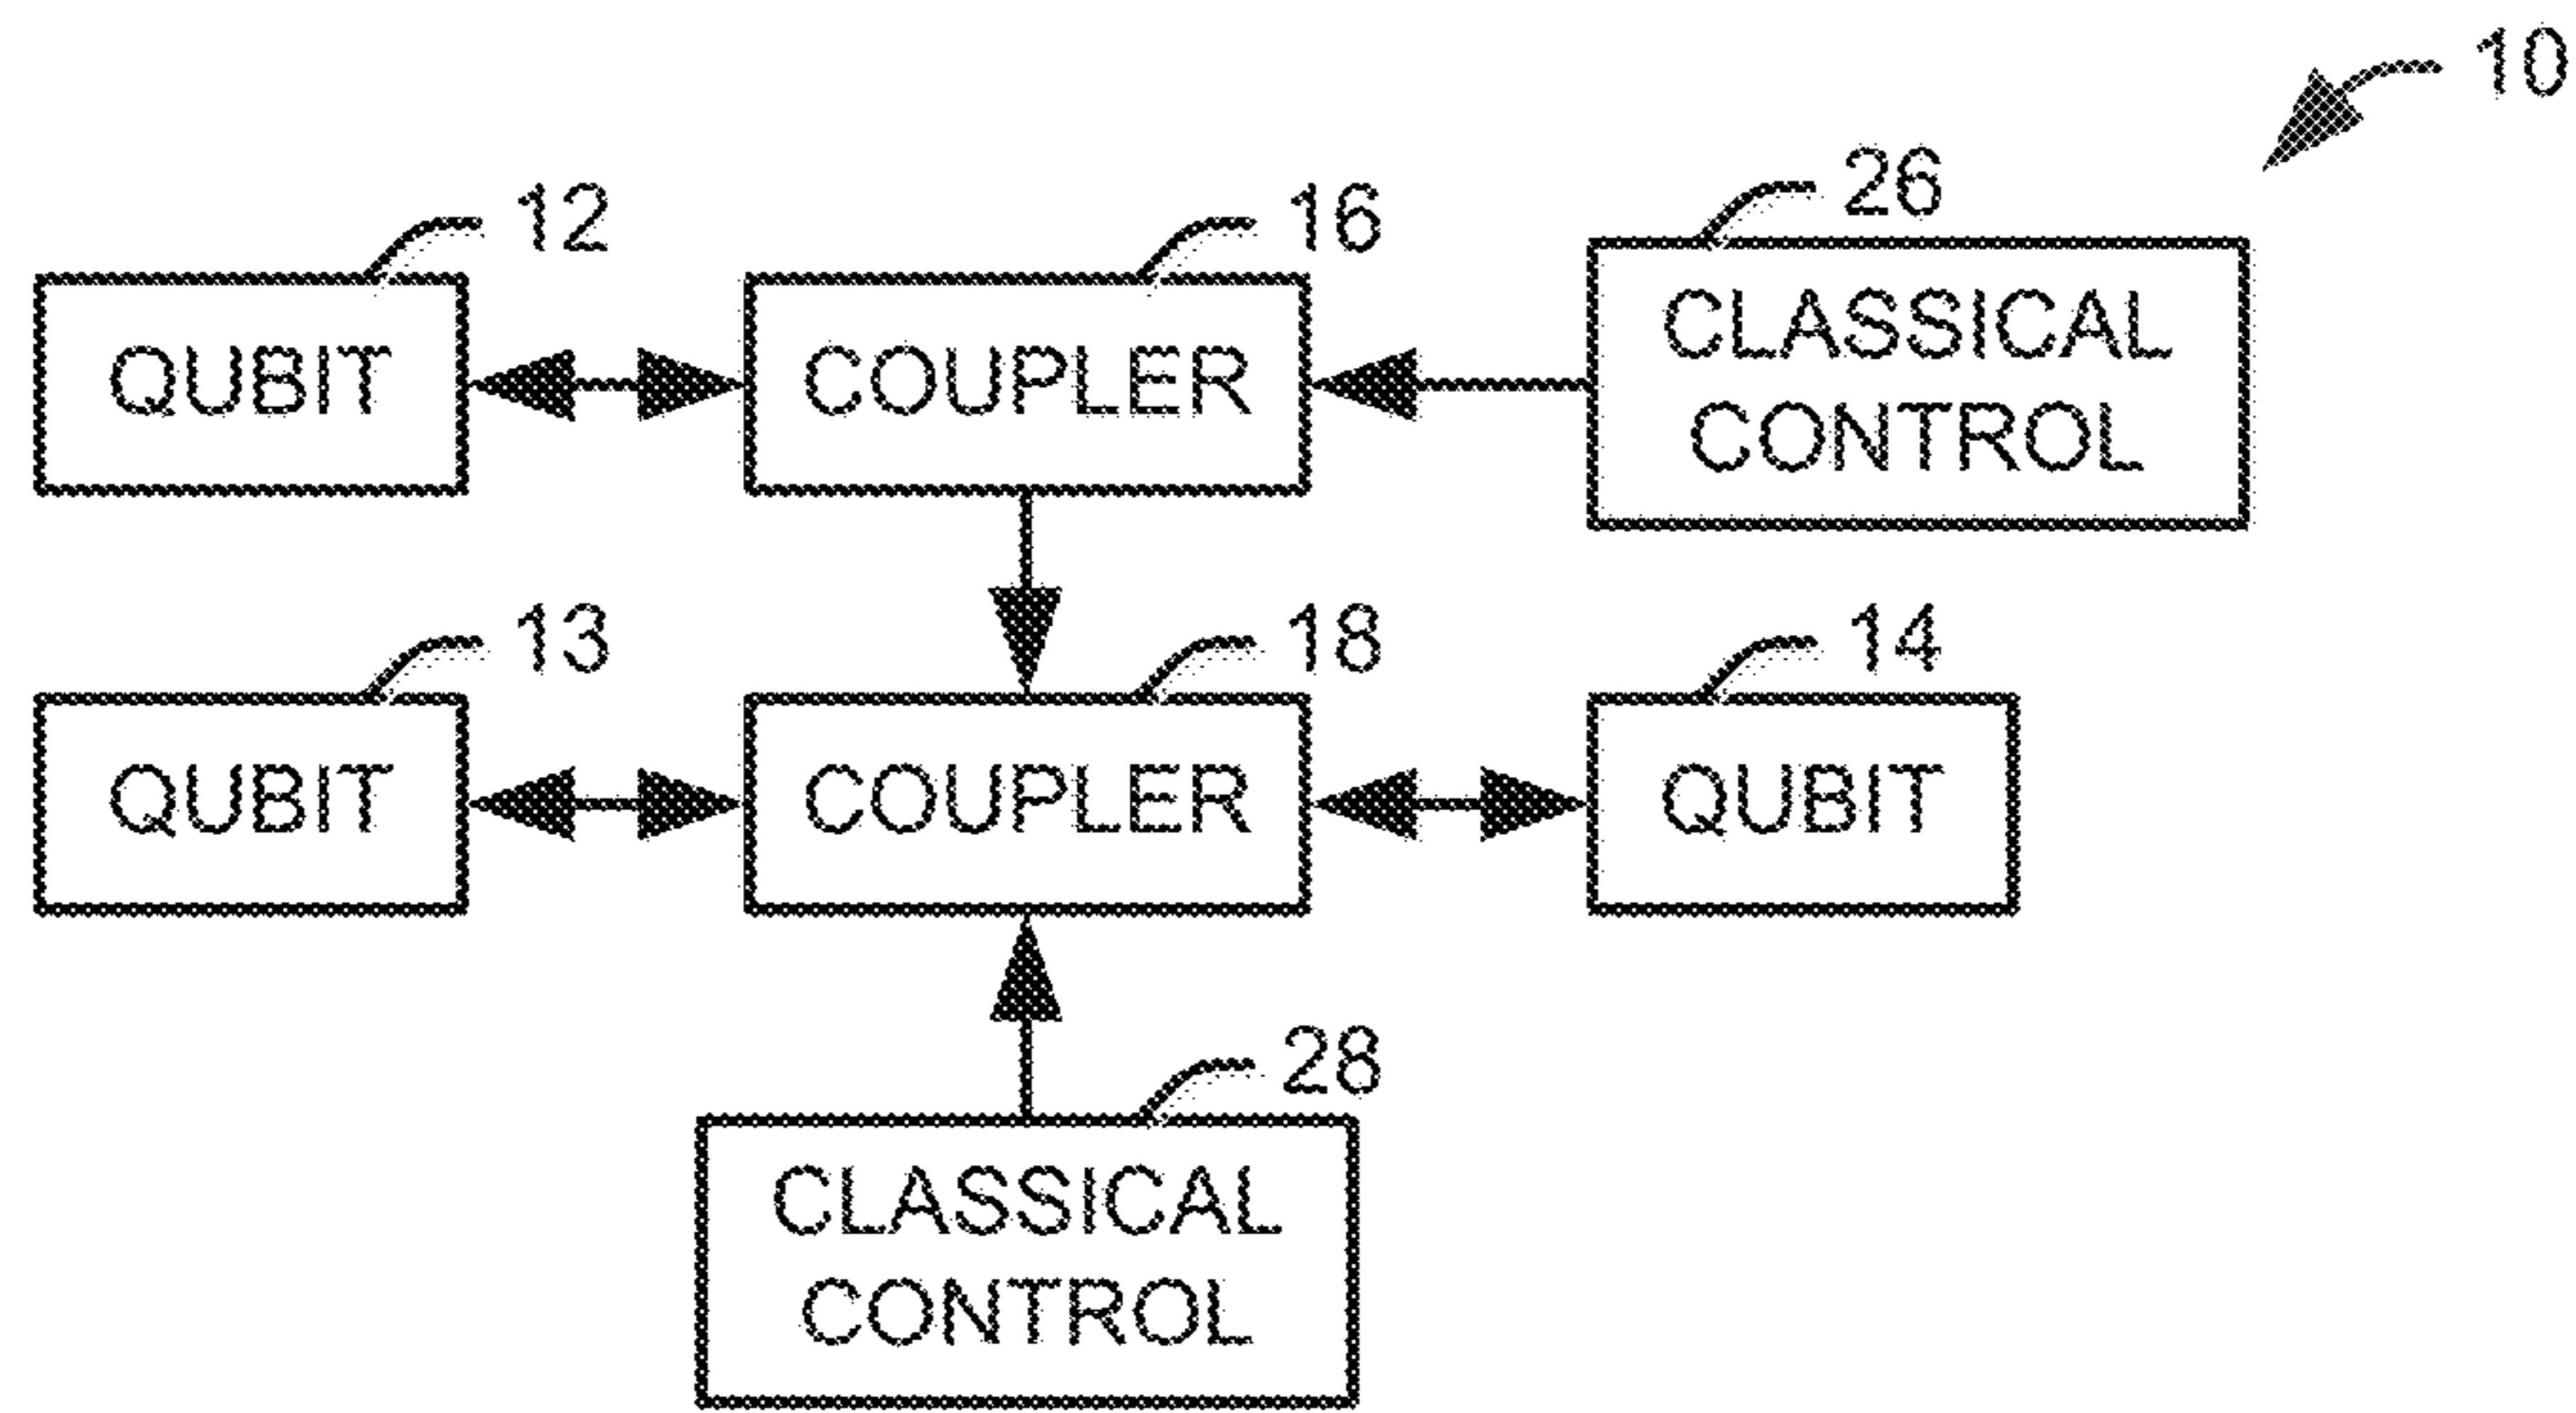 10
12
16
26
QUBIT
COUPLER
CLASSICAL
CONTROL
13
18
14
QUBIT
COUPLER
QUBIT
28
CLASSICAL
CONTROL